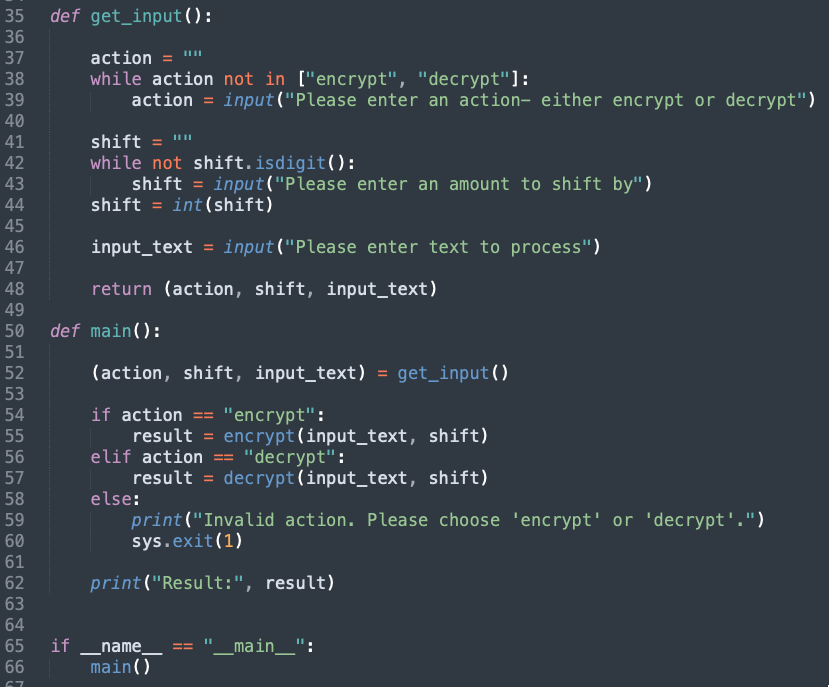 35 def get_input():
36
37     action = ""
38     while action not in ["encrypt", "decrypt"]:
39         action = input("Please enter an action– either encrypt or decrypt")
40
41     shift = ""
42     while not shift.isdigit():
43         shift = input("Please enter an amount to shift by")
44     shift = int(shift)
45
46     input_text = input("Please enter text to process")
47
48     return (action, shift, input_text)
49
50 def main():
51
52     (action, shift, input_text) = get_input()
53
54     if action == "encrypt":
55         result = encrypt(input_text, shift)
56     elif action == "decrypt":
57         result = decrypt(input_text, shift)
58     else:
59         print("Invalid action. Please choose 'encrypt' or 'decrypt'.")
60         sys.exit(1)
61
62     print("Result:", result)
63
64
65 if __name__ == "__main__":
66     main()